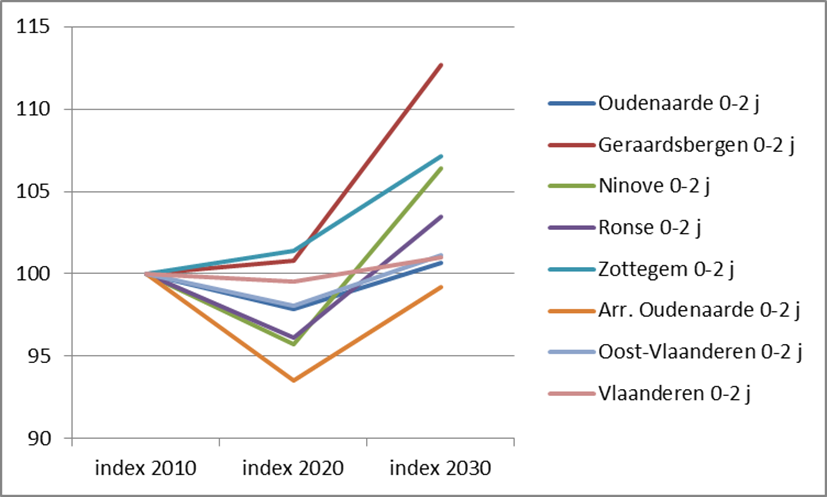 115
110
105
100
95
90
index 2010 index 2020 index 2030
Oudenaarde 0-2 j
Geraardsbergen 0-2 j
Ninove 0-2 j
Ronse 0-2 j
Zottegem 0-2 j
Arr. Oudenaarde 0-2 j
Oost-Vlaanderen 0-2 j
Vlaanderen 0-2 j